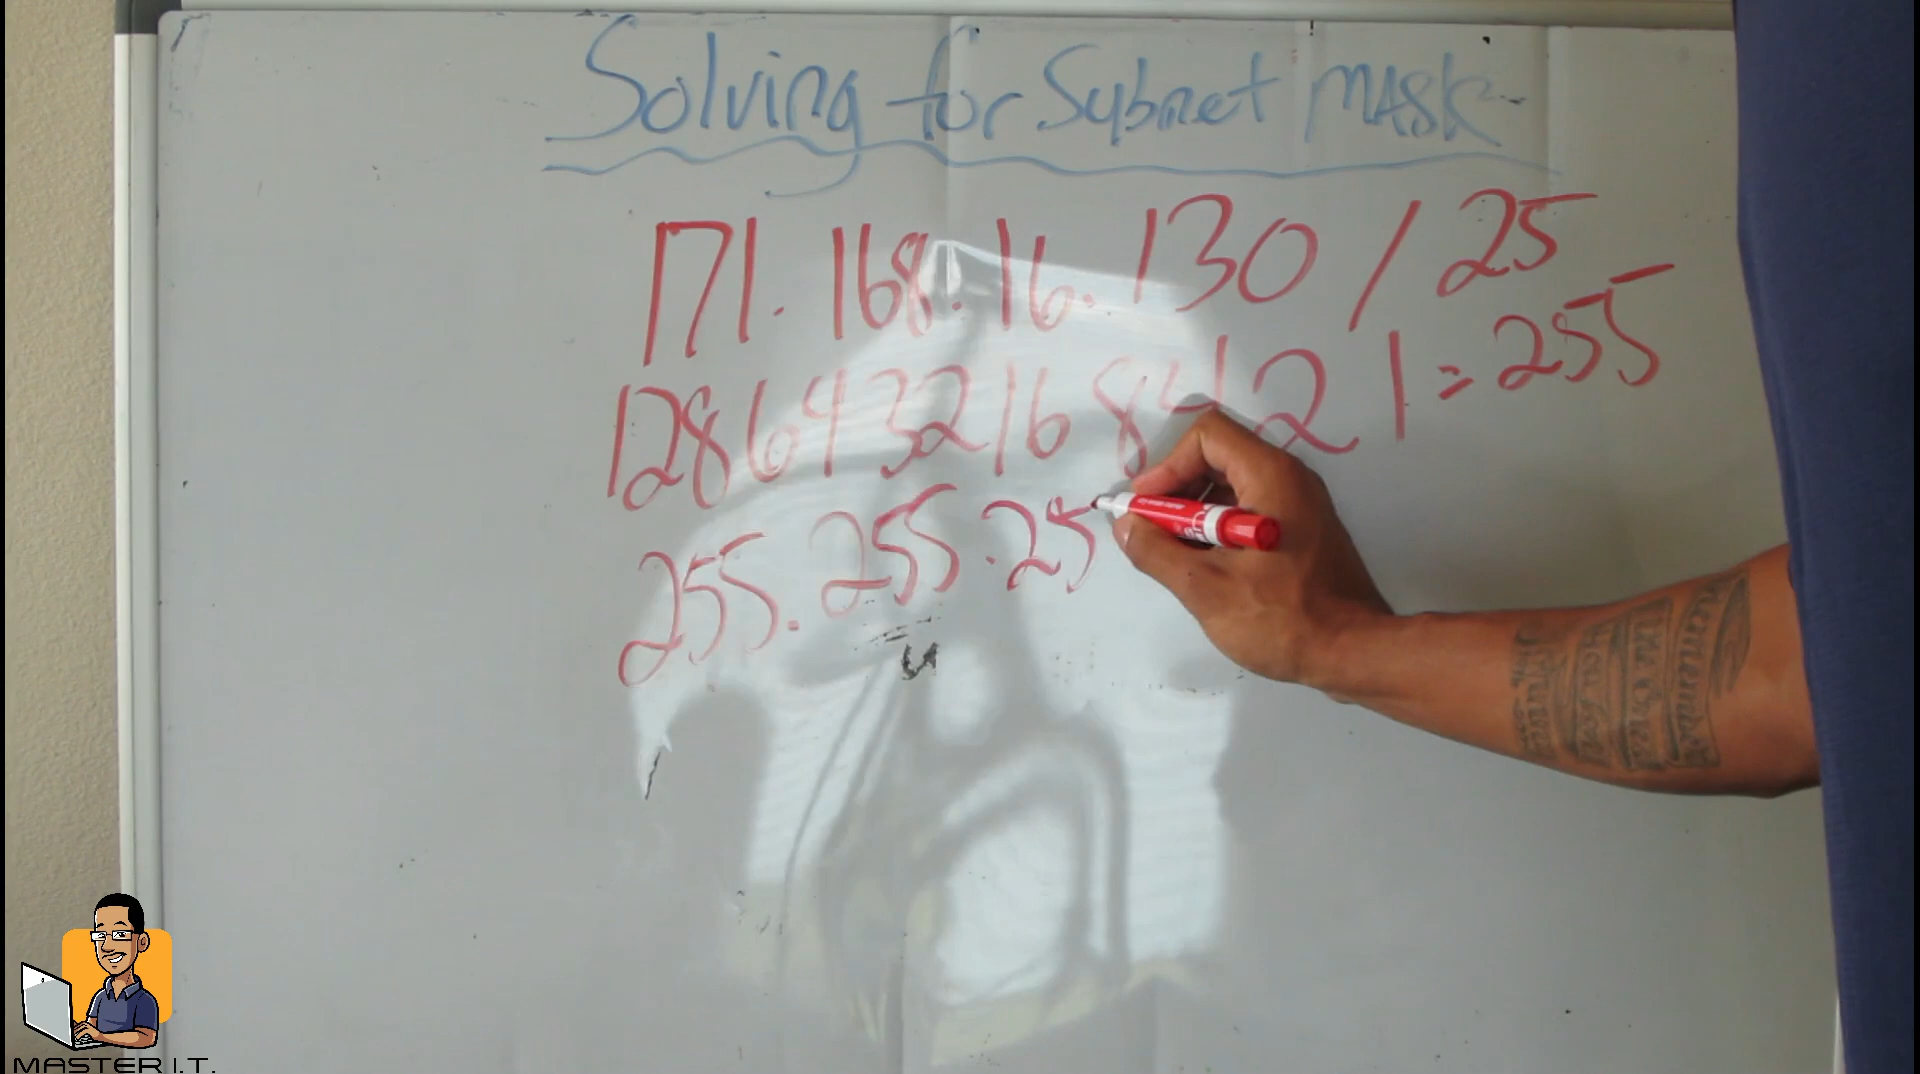 Solving for Subnet MASK
171.168.16.130 / 25
128 64 32 16 8 4 2 1 = 255
255.255.25
MASTER I.T.